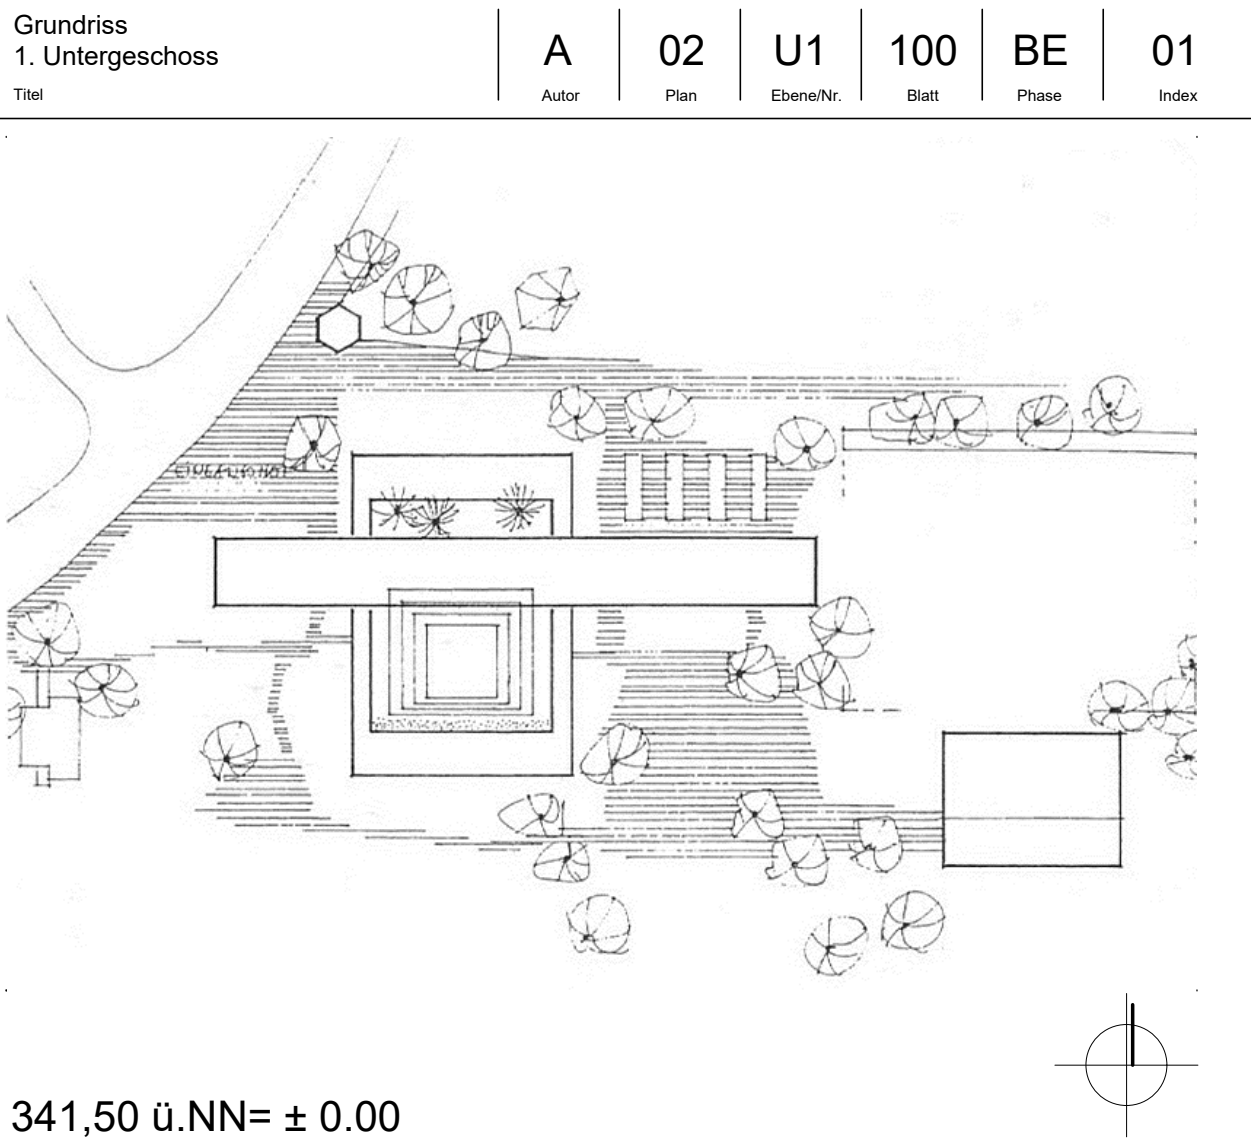 Grundriss
1. Untergeschoss
Titel
A
Autor
02
Plan
U1
Ebene/Nr.
100
Blatt
BE
Phase
01
Index
341,50 ü.NN= ± 0.00